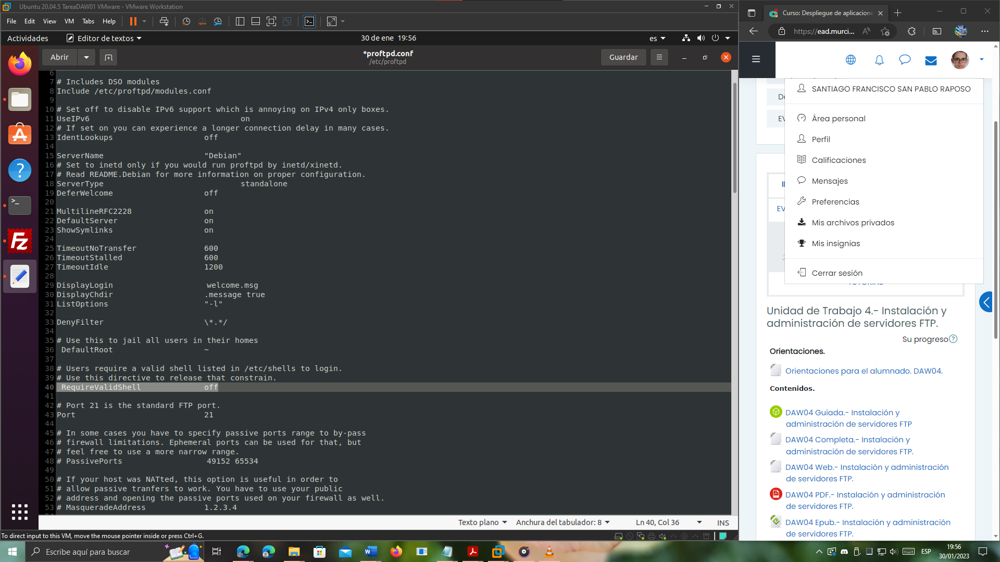 Ubuntu 20.04.5 TareaDAW01 VMware - VMware Workstation
File Edit View VM Tabs Help
Actividades
Editor de textos
30 de ene 19:56
es
Abrir
*proftpd.conf
/etc/proftpd
Guardar
6
7 # Includes DSO modules
8 Include /etc/proftpd/modules.conf
9
10 # Set off to disable IPv6 support which is annoying on IPv4 only boxes.
11 UseIPv6 on
12 # If set on you can experience a longer connection delay in many cases.
13 IdentLookups off
14
15 ServerName "Debian"
16 # Set to inetd only if you would run proftpd by inetd/xinetd.
17 # Read README.Debian for more information on proper configuration.
18 ServerType standalone
19 DeferWelcome off
20
21 MultilineRFC2228 on
22 DefaultServer on
23 ShowSymlinks on
24
25 TimeoutNoTransfer 600
26 TimeoutStalled 600
27 TimeoutIdle 1200
28
29 DisplayLogin welcome.msg
30 DisplayChdir .message true
31 ListOptions "-l"
32
33 DenyFilter \*.*/
34
35 # Use this to jail all users in their homes
36 DefaultRoot ~
37
38 # Users require a valid shell listed in /etc/shells to login.
39 # Use this directive to release that constrain.
40 RequireValidShell off
41
42 # Port 21 is the standard FTP port.
43 Port 21
44
45 # In some cases you have to specify passive ports range to by-pass
46 # firewall limitations. Ephemeral ports can be used for that, but
47 # feel free to use a more narrow range.
48 # PassivePorts 49152 65534
49
50 # If your host was NATted, this option is useful in order to
51 # allow passive tranfers to work. You have to use your public
52 # address and opening the passive ports used on your firewall as well.
53 # MasqueradeAddress 1.2.3.4
Texto plano
Anchura del tabulador: 8
Ln 40, Col 36
INS
To direct input to this VM, move the mouse pointer inside or press Ctrl+G.
Curso: Despliegue de aplicacione
https://ead.murci...
SANTIAGO FRANCISCO SAN PABLO RAPOSO
Área personal
Perfil
Calificaciones
Mensajes
Preferencias
Mis archivos privados
Mis insignias
Cerrar sesión
EV
EV
TUTORÍAS
Unidad de Trabajo 4.- Instalación y
administración de servidores FTP.
Su progreso
Orientaciones.
Orientaciones para el alumnado. DAW04.
Contenidos.
DAW04 Guiada.- Instalación y
administración de servidores FTP
DAW04 Completa.- Instalación y
administración de servidores FTP.
DAW04 Web.- Instalación y administración
de servidores FTP.
DAW04 PDF.- Instalación y administración
de servidores FTP.
DAW04 Epub.- Instalación y administración
de servidores FTP.
Escribe aquí para buscar
ESP
19:56
30/01/2023